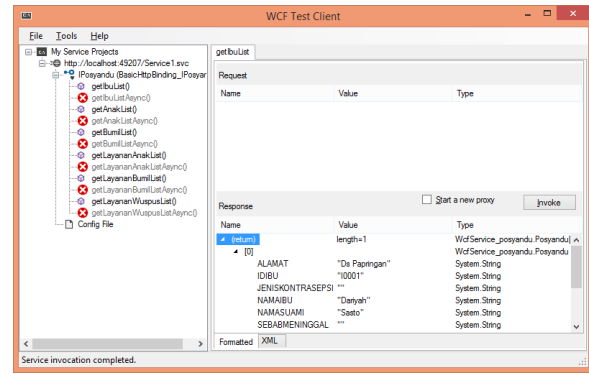 WCF Test Client
File Tools Help
My Service Projects
http://localhost:49207/Service1.svc
IPosyandu (BasicHttpBinding_IPosyar
getIbuList()
getIbuListAsync()
getAnakList()
getAnakListAsync()
getBumilList()
getBumilListAsync()
getLayananAnakList()
getLayananAnakListAsync()
getLayananBumilList()
getLayananBumilListAsync()
getLayananWuspusList()
getLayananWuspusListAsync()
Config File
getIbuList
Request
Name Value Type
Response Start a new proxy Invoke
Name Value Type
(return) length=1 WcfService_posyandu.Posyandu[
[0] WcfService_posyandu.Posyandu
ALAMAT "Ds Papringan" System.String
IDIBU "I0001" System.String
JENISKONTRASEPSI "" System.String
NAMAIBU "Dariyah" System.String
NAMASUAMI "Sasto" System.String
SEBABMENINGGAL "" System.String
Formatted XML
Service invocation completed.